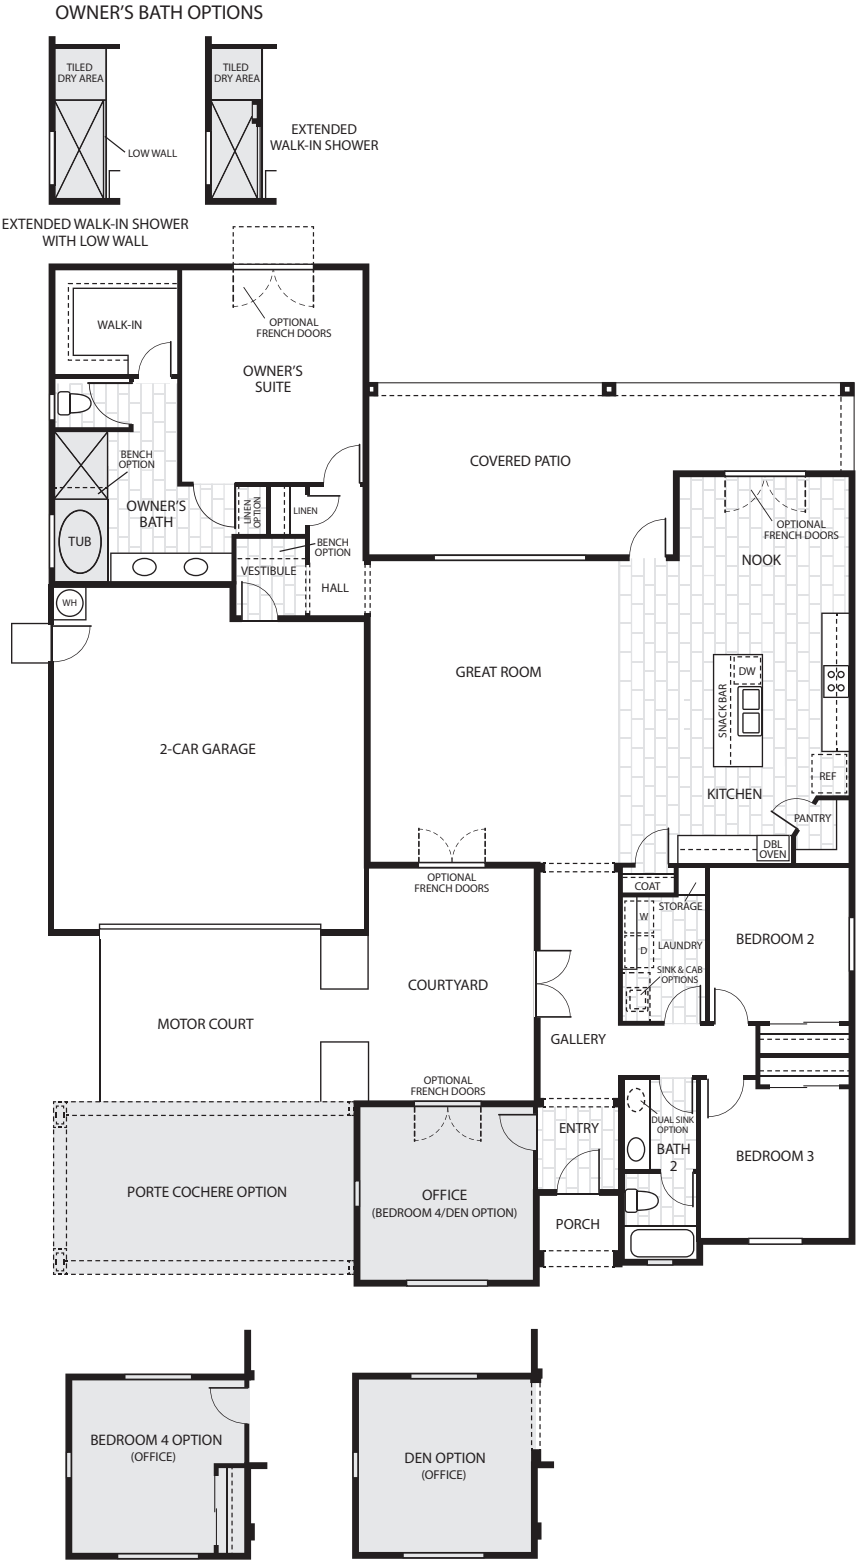 OWNER'S BATH OPTIONS
TILED
DRY AREA
LOW WALL
EXTENDED WALK-IN SHOWER
WITH LOW WALL
TILED
DRY AREA
EXTENDED
WALK-IN SHOWER
WALK-IN
OPTIONAL
FRENCH DOORS
OWNER'S
SUITE
COVERED PATIO
BENCH
OPTION
OWNER'S
BATH
TUB
LINEN
OPTION
LINEN
BENCH
OPTION
VESTIBULE
HALL
OPTIONAL
FRENCH DOORS
NOOK
WH
GREAT ROOM
DW
SNACK BAR
2-CAR GARAGE
REF
KITCHEN
PANTRY
DBL
OVEN
OPTIONAL
FRENCH DOORS
COAT
STORAGE
W
D
LAUNDRY
SINK & CAB
OPTIONS
BEDROOM 2
COURTYARD
MOTOR COURT
GALLERY
OPTIONAL
FRENCH DOORS
ENTRY
DUAL SINK
OPTION
BATH
2
BEDROOM 3
PORTE COCHERE OPTION
OFFICE
(BEDROOM 4/DEN OPTION)
PORCH
BEDROOM 4 OPTION
(OFFICE)
DEN OPTION
(OFFICE)